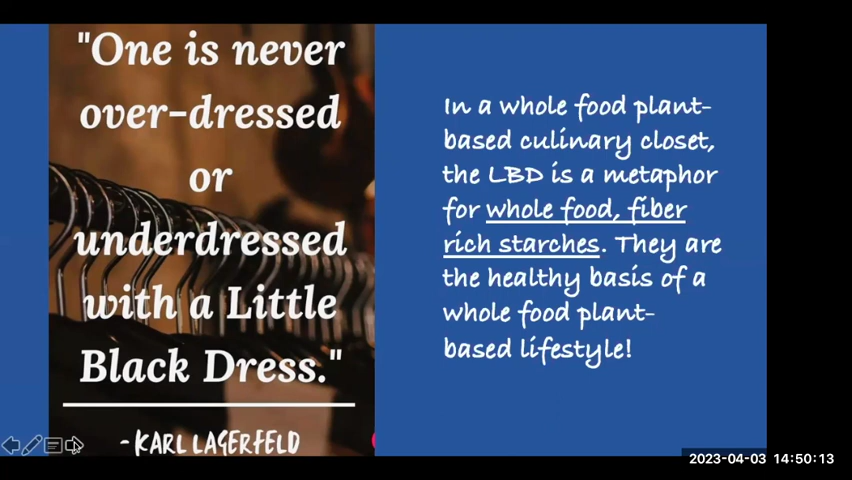 "One is never
over-dressed
or
underdressed
with a Little
Black Dress."
-KARL LAGERFELD
In a whole food plant-
based culinary closet,
the LBD is a metaphor
for whole food, fiber
rich starches. They are
the healthy basis of a
whole food plant-
based lifestyle!
2023-04-03 14:50:13